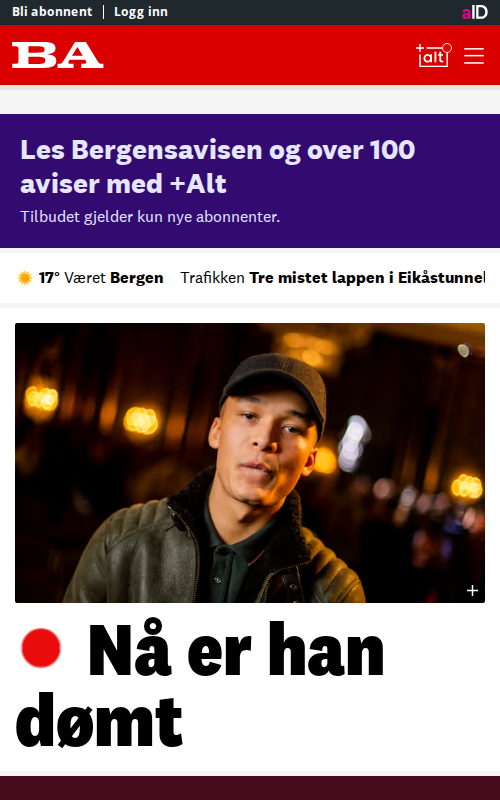 Bli abonnent | Logg inn
aID
BA
+alt
Les Bergensavisen og over 100
aviser med +Alt
Tilbudet gjelder kun nye abonnenter.
17° Været Bergen Trafikken Tre mistet lappen i Eikåstunnel
+
Nå er han
dømt